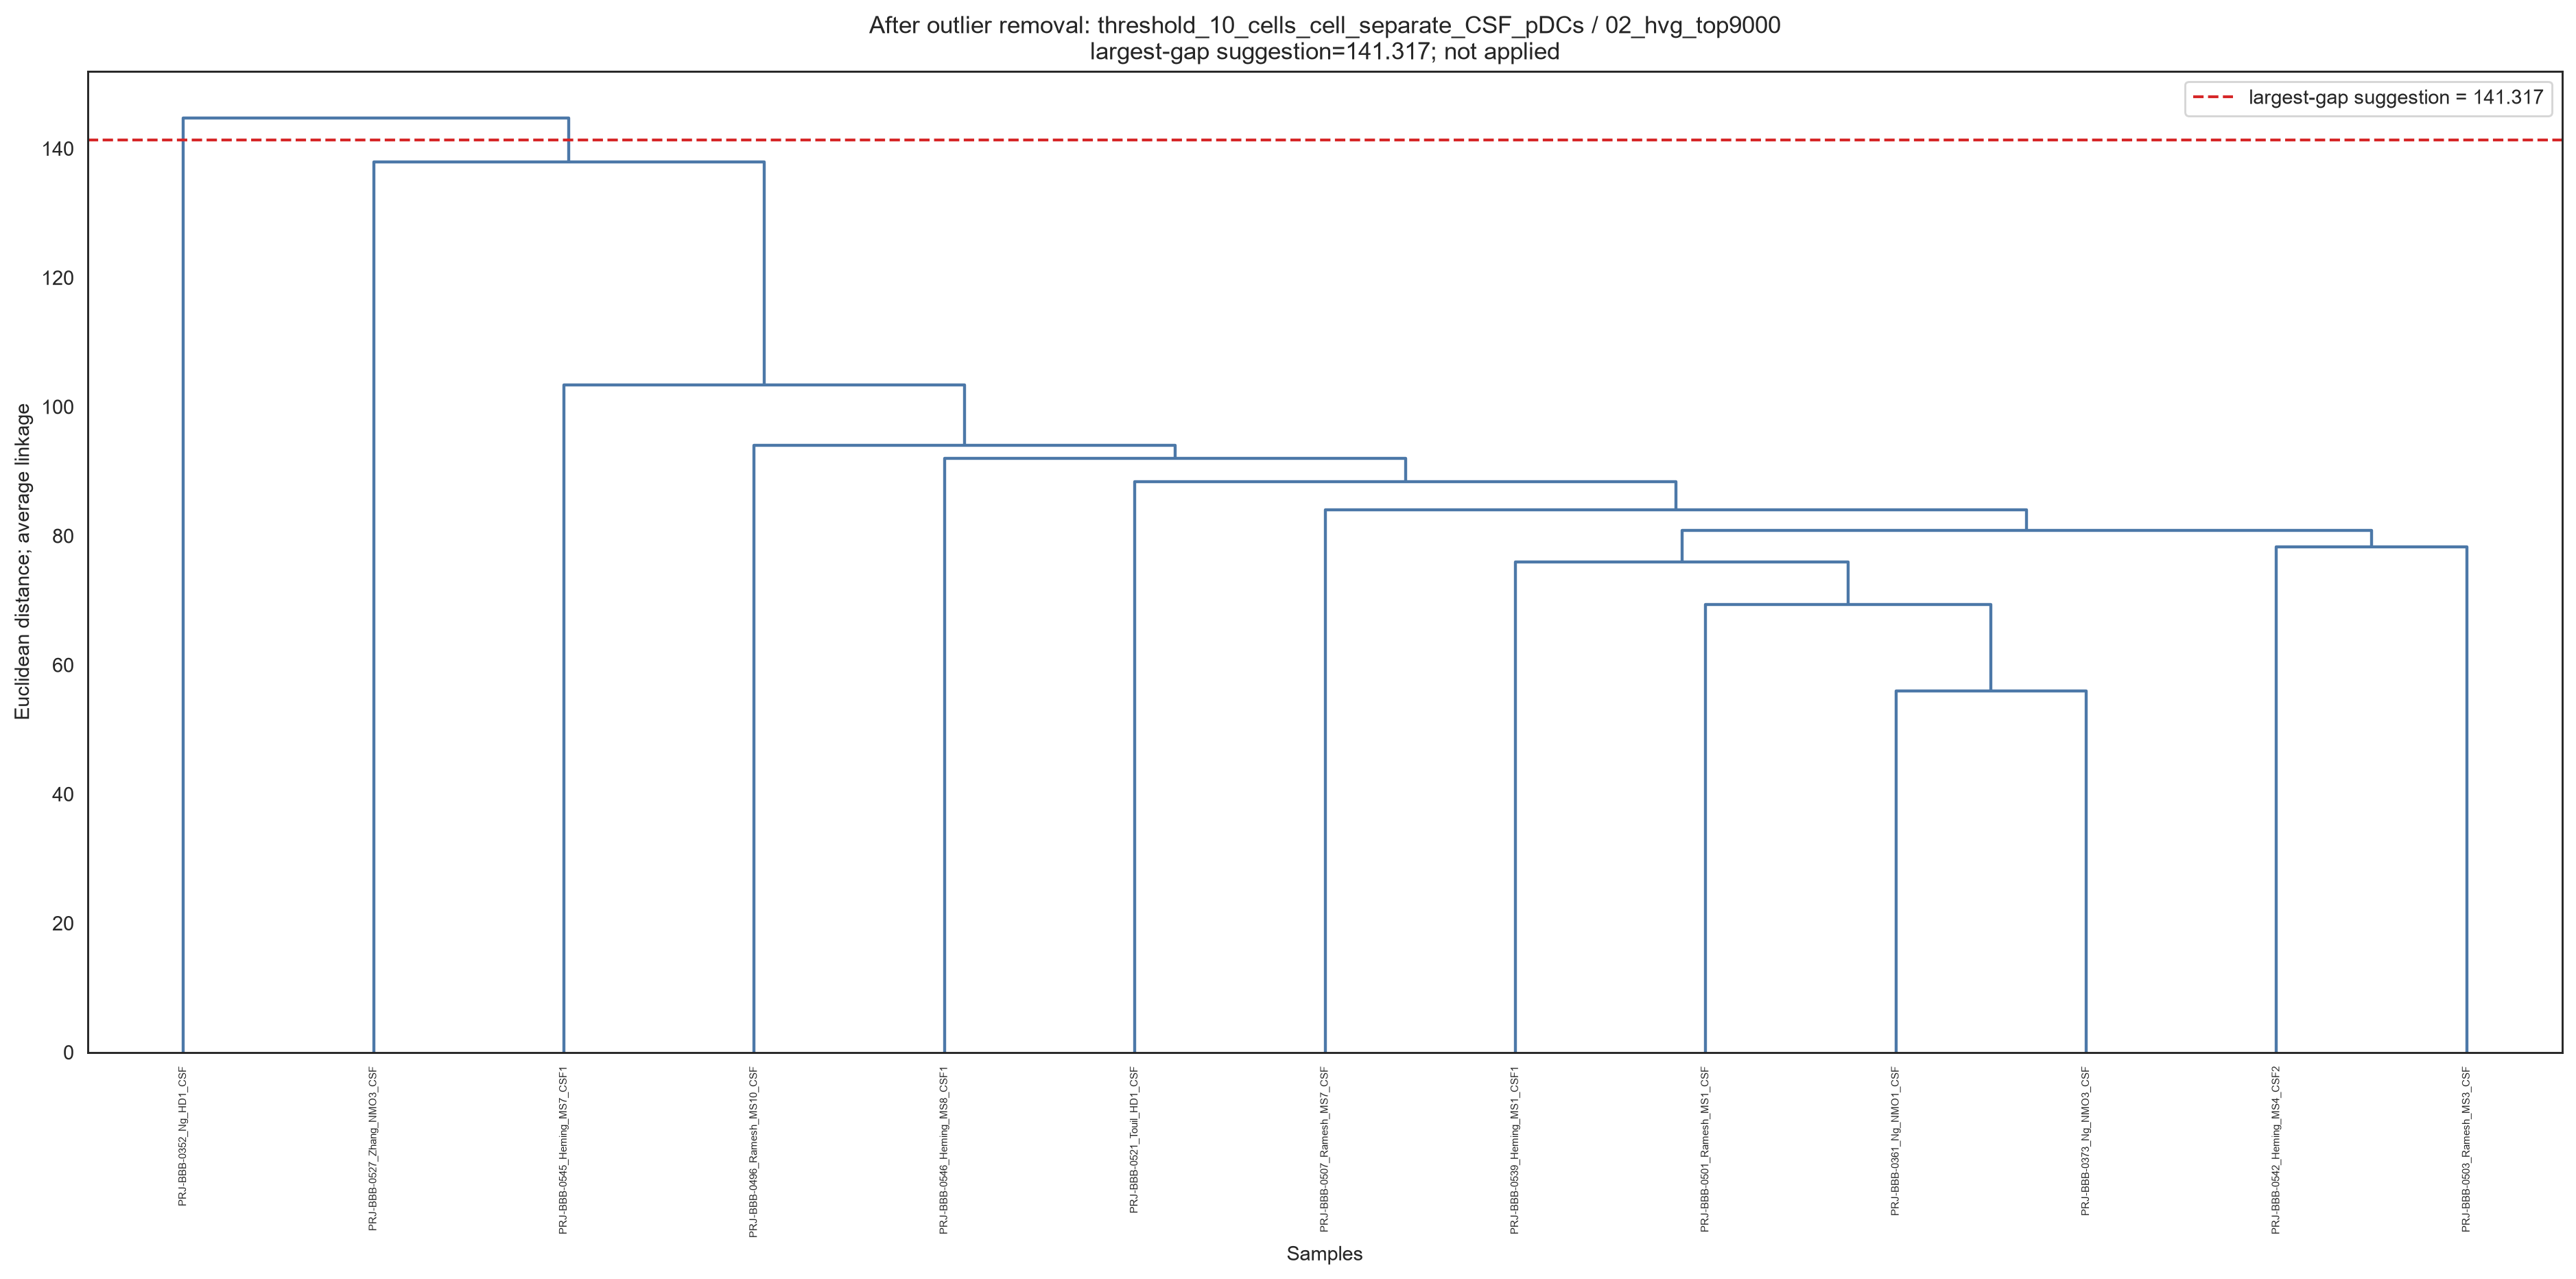 After outlier removal: threshold_10_cells_cell_separate_CSF_pDCs / 02_hvg_top9000
largest-gap suggestion=141.317; not applied
largest-gap suggestion = 141.317
Euclidean distance; average linkage
140
120
100
80
60
40
20
0
PRJ-BBB-0352_Ng_HD1_CSF
PRJ-BBB-0527_Zhang_NMO3_CSF
PRJ-BBB-0545_Heming_MS7_CSF1
PRJ-BBB-0496_Ramesh_MS10_CSF
PRJ-BBB-0546_Heming_MS8_CSF1
PRJ-BBB-0521_Touil_HD1_CSF
PRJ-BBB-0507_Ramesh_MS7_CSF
PRJ-BBB-0539_Heming_MS1_CSF1
PRJ-BBB-0501_Ramesh_MS1_CSF
PRJ-BBB-0361_Ng_NMO1_CSF
PRJ-BBB-0373_Ng_NMO3_CSF
PRJ-BBB-0542_Heming_MS4_CSF2
PRJ-BBB-0503_Ramesh_MS3_CSF
Samples